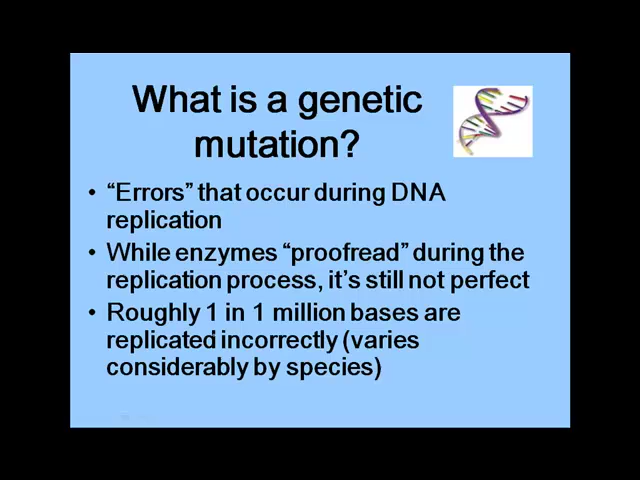 What is a genetic
mutation?
• “Errors” that occur during DNA
replication
• While enzymes “proofread” during the
replication process, it’s still not perfect
• Roughly 1 in 1 million bases are
replicated incorrectly (varies
considerably by species)